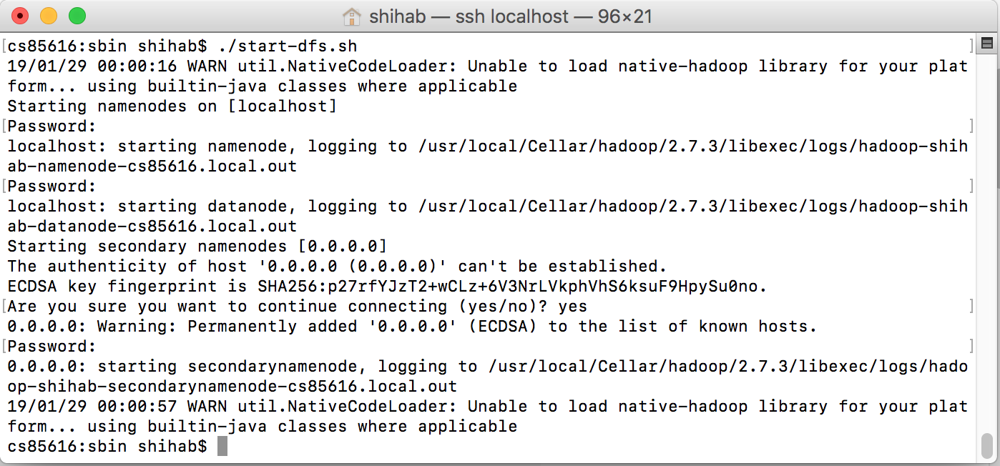 shihab — ssh localhost — 96×21
[cs85616:sbin shihab$ ./start-dfs.sh ]
19/01/29 00:00:16 WARN util.NativeCodeLoader: Unable to load native-hadoop library for your plat
form... using builtin-java classes where applicable
Starting namenodes on [localhost]
[Password: ]
localhost: starting namenode, logging to /usr/local/Cellar/hadoop/2.7.3/libexec/logs/hadoop-shih
ab-namenode-cs85616.local.out
[Password: ]
localhost: starting datanode, logging to /usr/local/Cellar/hadoop/2.7.3/libexec/logs/hadoop-shih
ab-datanode-cs85616.local.out
Starting secondary namenodes [0.0.0.0]
The authenticity of host '0.0.0.0 (0.0.0.0)' can't be established.
ECDSA key fingerprint is SHA256:p27rfYJzT2+wCLz+6V3NrLVkphVhS6ksuF9HpySu0no.
[Are you sure you want to continue connecting (yes/no)? yes ]
0.0.0.0: Warning: Permanently added '0.0.0.0' (ECDSA) to the list of known hosts.
[Password: ]
0.0.0.0: starting secondarynamenode, logging to /usr/local/Cellar/hadoop/2.7.3/libexec/logs/hado
op-shihab-secondarynamenode-cs85616.local.out
19/01/29 00:00:57 WARN util.NativeCodeLoader: Unable to load native-hadoop library for your plat
form... using builtin-java classes where applicable
cs85616:sbin shihab$